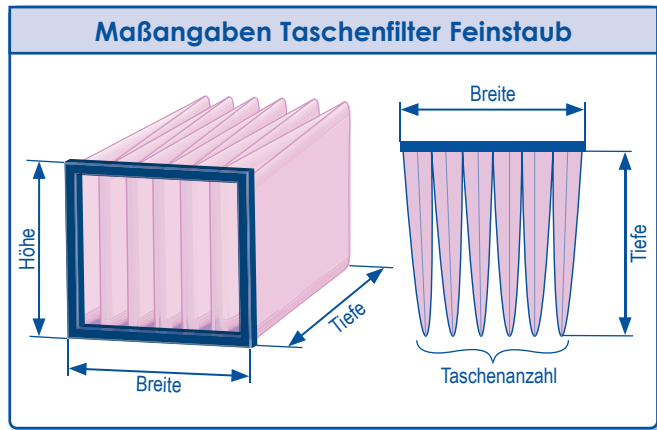 Maßangaben Taschenfilter Feinstaub
Höhe
Breite
Tiefe
Breite
Tiefe
Taschenanzahl